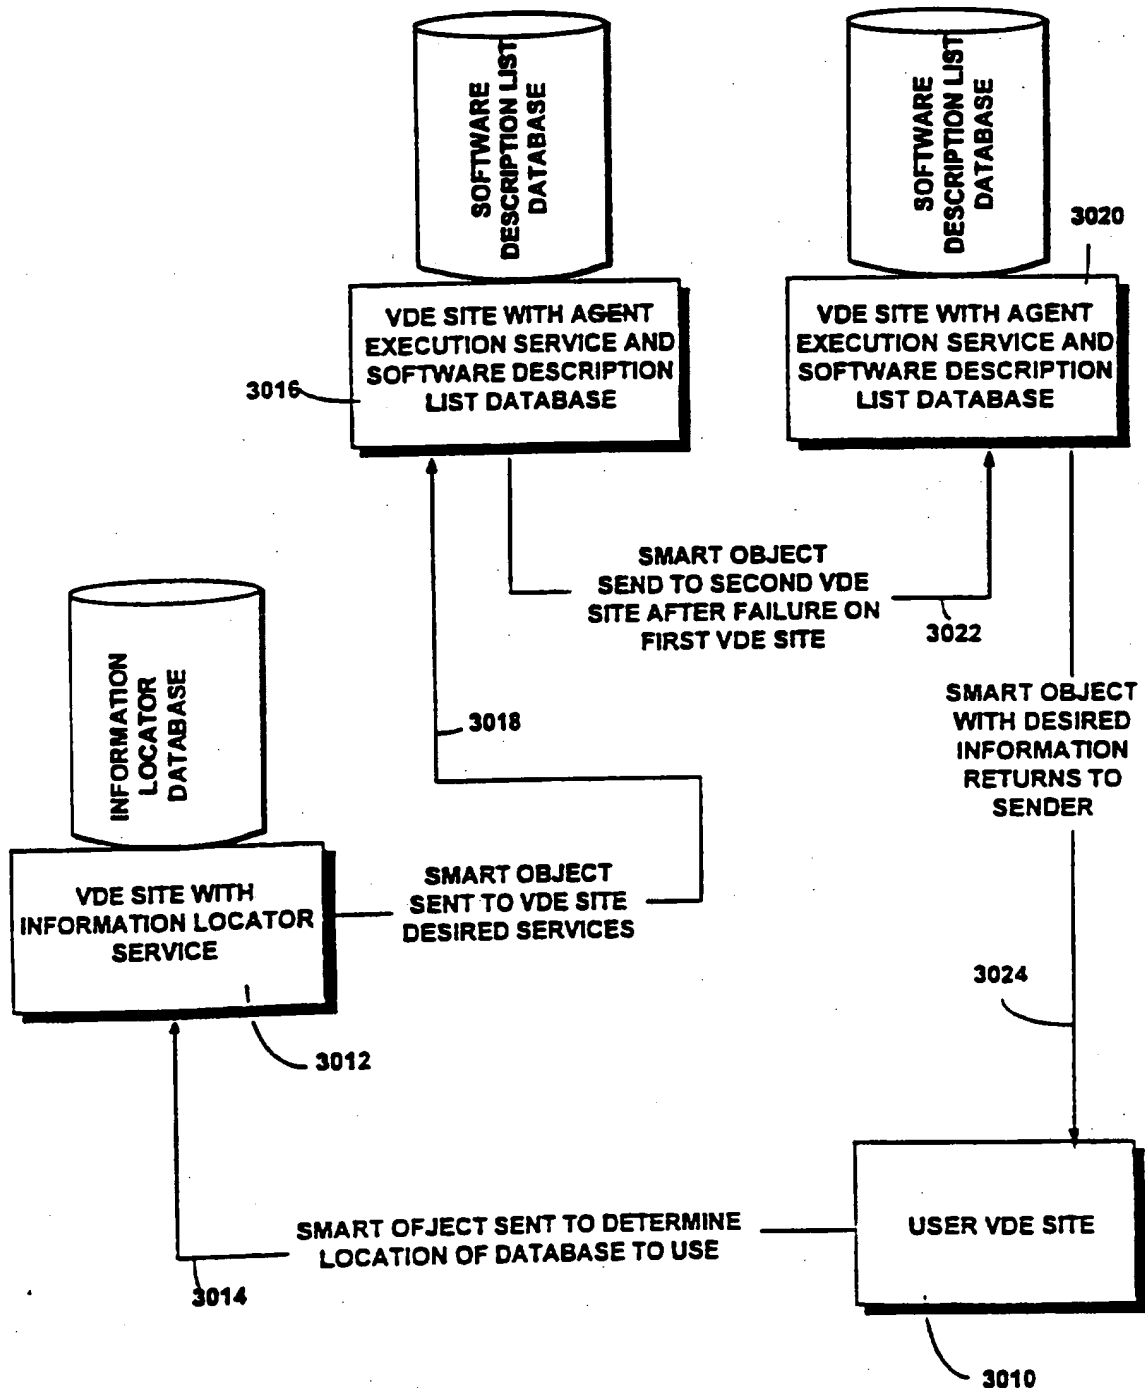 SOFTWARE
DESCRIPTION LIST
DATABASE
SOFTWARE
DESCRIPTION LIST
DATABASE
3020
VDE SITE WITH AGENT
EXECUTION SERVICE AND
SOFTWARE DESCRIPTION
LIST DATABASE
3016
VDE SITE WITH AGENT
EXECUTION SERVICE AND
SOFTWARE DESCRIPTION
LIST DATABASE
SMART OBJECT
SEND TO SECOND VDE
SITE AFTER FAILURE ON
FIRST VDE SITE
3022
INFORMATION
LOCATOR
DATABASE
3018
SMART OBJECT
WITH DESIRED
INFORMATION
RETURNS TO
SENDER
VDE SITE WITH
INFORMATION LOCATOR
SERVICE
SMART OBJECT
SENT TO VDE SITE
DESIRED SERVICES
3024
3012
SMART OFJECT SENT TO DETERMINE
LOCATION OF DATABASE TO USE
USER VDE SITE
3014
3010